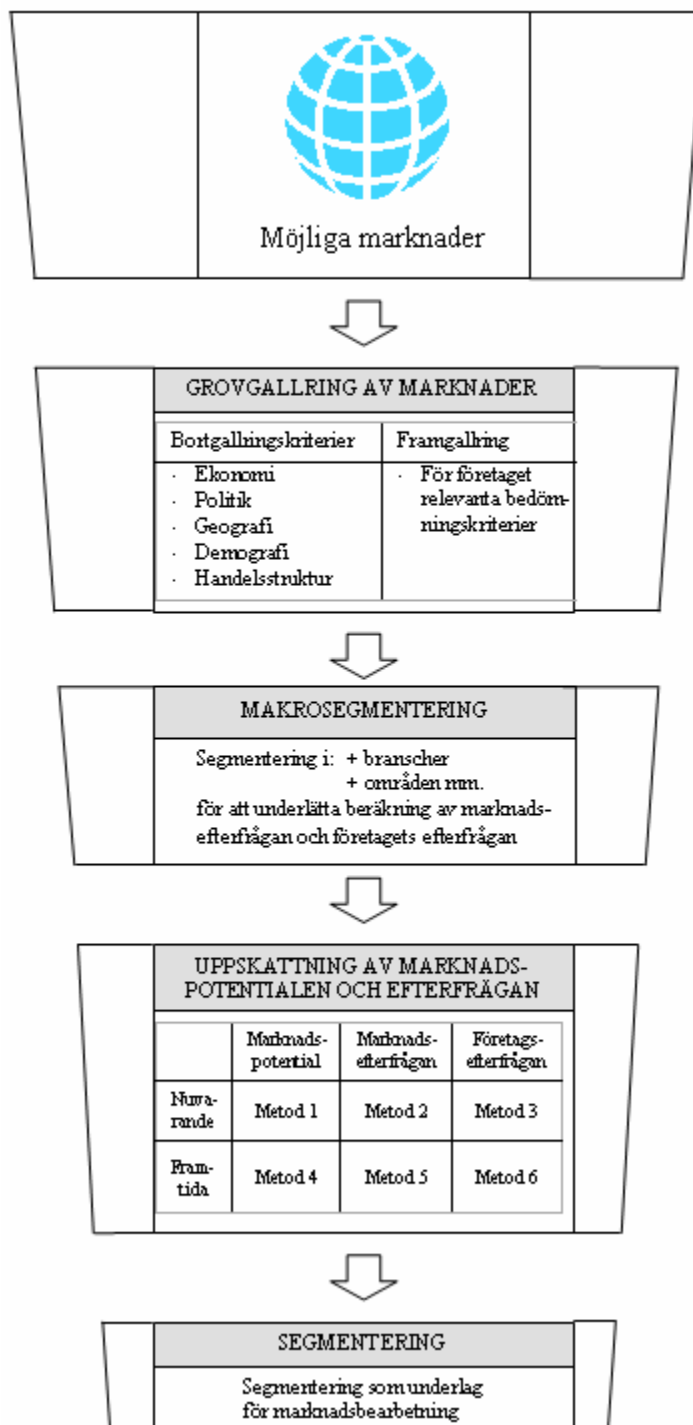 Möjliga marknader
GROVGALLRING AV MARKNADER
Bortgallringskriterier
· Ekonomi
· Politik
· Geografi
· Demografi
· Handelsstruktur
Framgallring
· För företaget
relevanta bedöm-
ningskriterier
MAKROSEGMENTERING
Segmentering i: + branscher
+ områden mm.
för att underlätta beräkning av marknads-
efterfrågan och företagets efterfrågan
UPPSKATTNING AV MARKNADS-
POTENTIALEN OCH EFTERFRÅGAN
Marknads-
potential
Marknads-
efterfrågan
Företags-
efterfrågan
Nuva-
rande
Metod 1
Metod 2
Metod 3
Fram-
tida
Metod 4
Metod 5
Metod 6
SEGMENTERING
Segmentering som underlag
för marknadsbearbetning